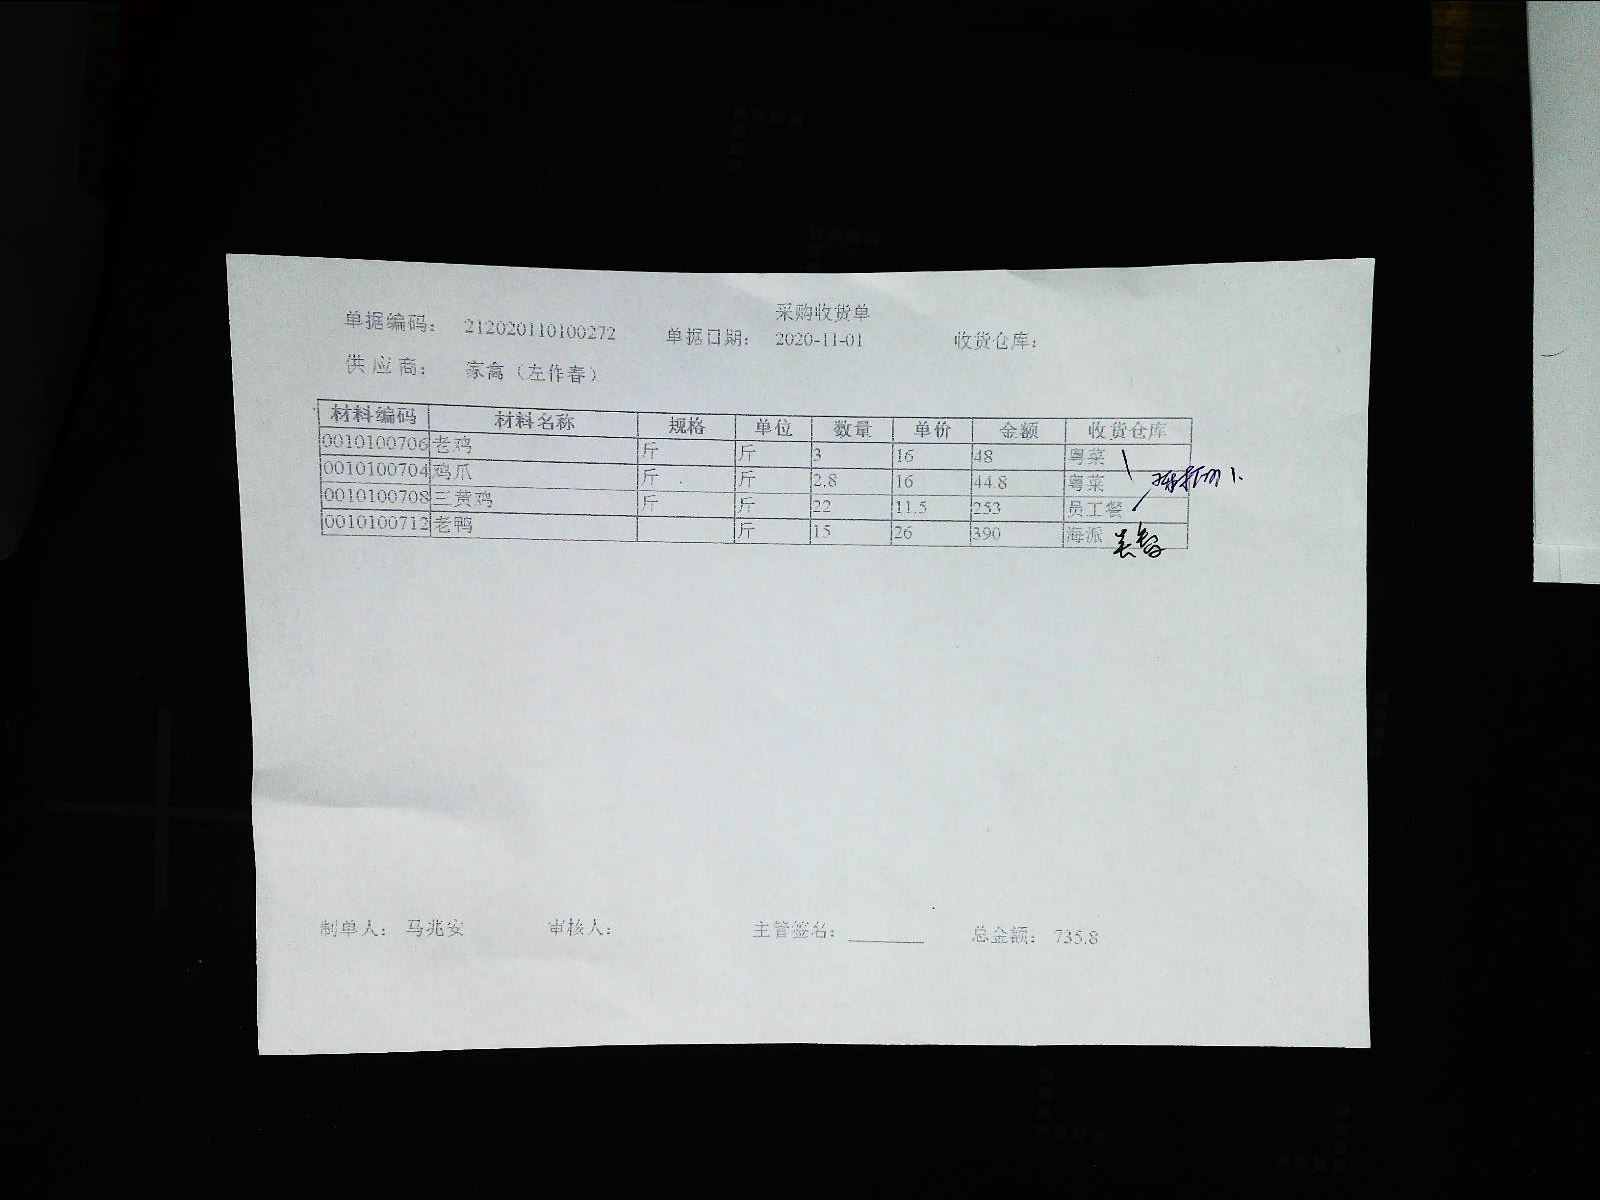 采购收货单
单据编码: 212020110100272 单据日期: 2020-11-01 收货仓库:
供应商: 家禽（左作春）
材料编码 材料名称 规格 单位 数量 单价 金额 收货仓库
0010100706 老鸡 斤 斤 3 16 48 粤菜
0010100704 鸡爪 斤 斤 2.8 16 44.8 粤菜
0010100708 三黄鸡 斤 斤 22 11.5 253 员工餐
0010100712 老鸭 斤 15 26 390 海派
制单人: 马兆安 审核人: 主管签名: ________ 总金额: 735.8